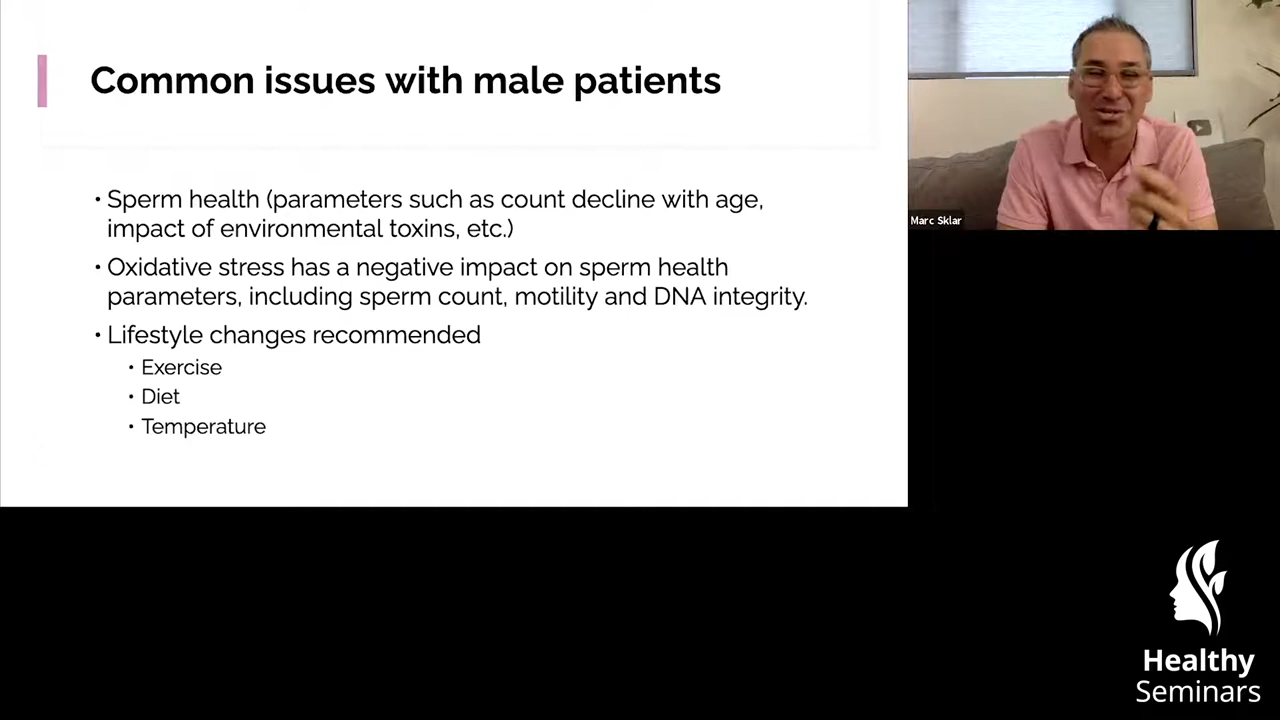 Common issues with male patients
• Sperm health (parameters such as count decline with age,
impact of environmental toxins, etc.)
• Oxidative stress has a negative impact on sperm health
parameters, including sperm count, motility and DNA integrity.
• Lifestyle changes recommended
• Exercise
• Diet
• Temperature
Marc Sklar
Healthy
Seminars